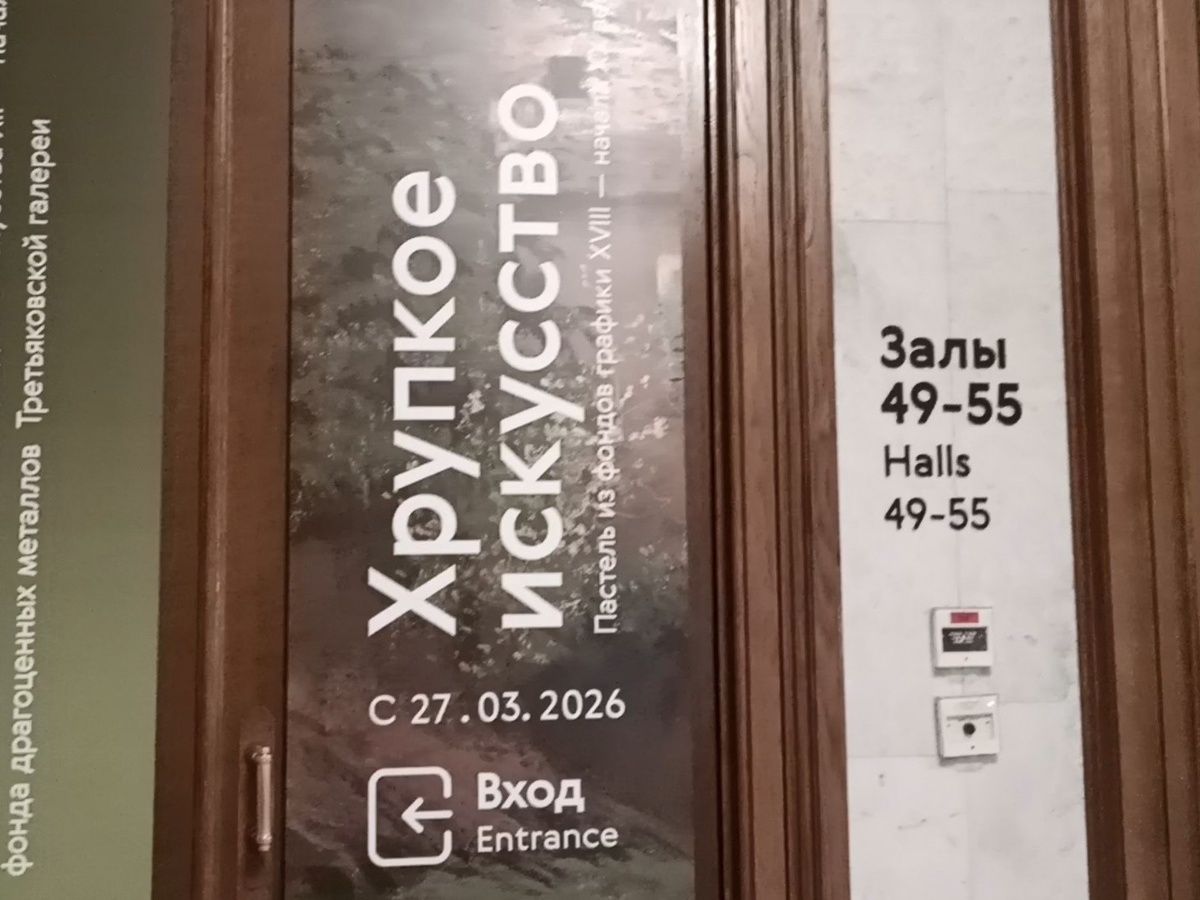 фонда драгоценных металлов Третьяковской галереи
Хрупкое
искусство
Пастель из фондов графики XVIII — начала
С 27.03.2026
Вход
Entrance
Залы
49-55
Halls
49-55